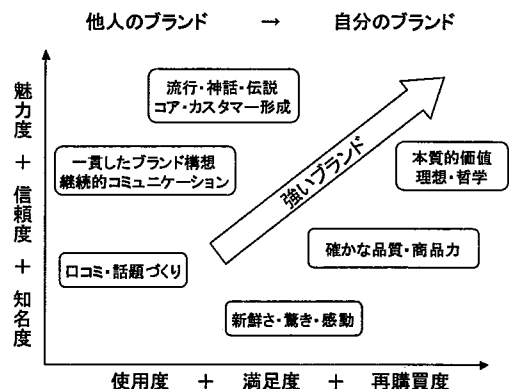 他人のブランド → 自分のブランド
流行・神話・伝説
コア・カスタマー形成
一貫したブランド構想
継続的コミュニケーション
強いブランド
本質的価値
理想・哲学
確かな品質・商品力
口コミ・話題づくり
新鮮さ・驚き・感動
魅力度 + 信頼度 + 知名度
使用度 + 満足度 + 再購買度